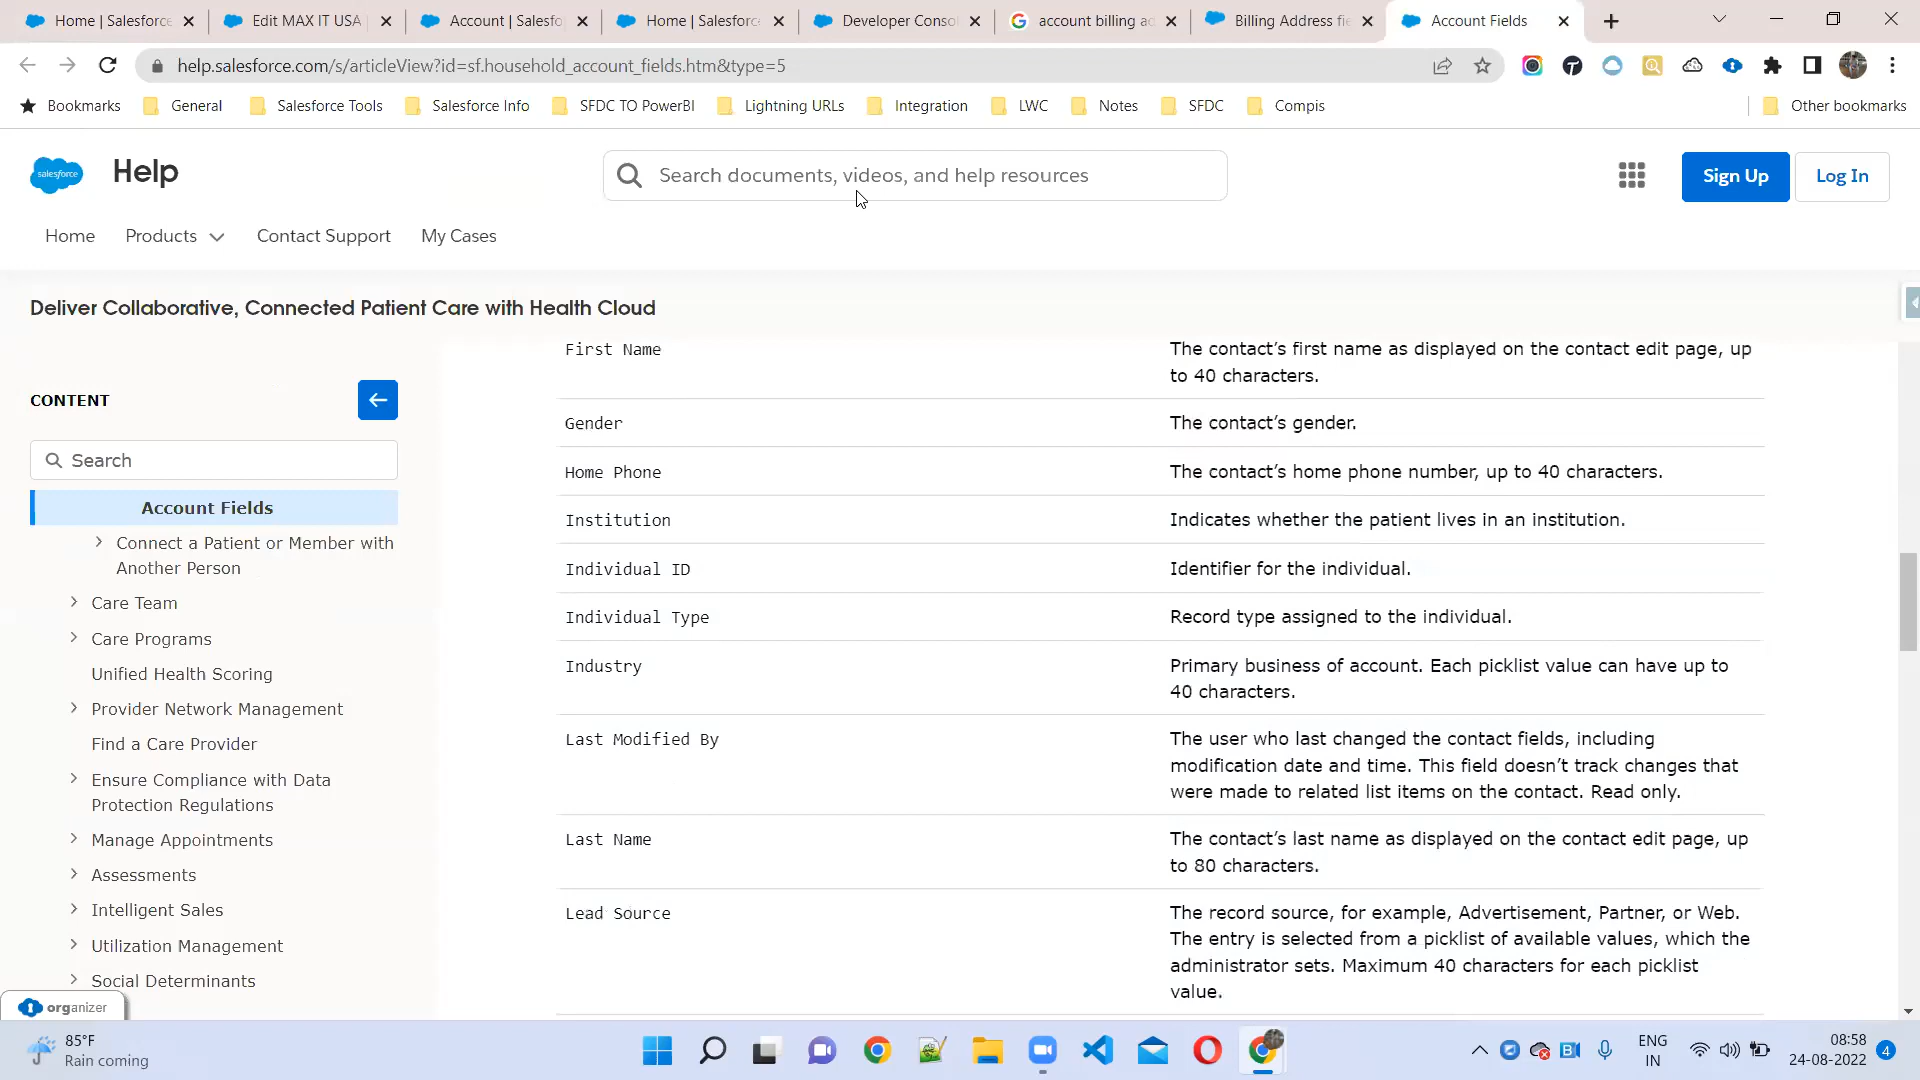 Home | Salesforce
Edit MAX IT USA
Account | Salesfo
Home | Salesforce
Developer Conso
account billing ad
Billing Address fie
Account Fields
help.salesforce.com/s/articleView?id=sf.household_account_fields.htm&type=5
Bookmarks
General
Salesforce Tools
Salesforce Info
SFDC TO PowerBI
Lightning URLs
Integration
LWC
Notes
SFDC
Compis
Other bookmarks
salesforce
Help
Search documents, videos, and help resources
Sign Up
Log In
Home
Products
Contact Support
My Cases
Deliver Collaborative, Connected Patient Care with Health Cloud
CONTENT
Search
Account Fields
Connect a Patient or Member with
Another Person
Care Team
Care Programs
Unified Health Scoring
Provider Network Management
Find a Care Provider
Ensure Compliance with Data
Protection Regulations
Manage Appointments
Assessments
Intelligent Sales
Utilization Management
Social Determinants
organizer
First Name
The contact’s first name as displayed on the contact edit page, up
to 40 characters.
Gender
The contact’s gender.
Home Phone
The contact’s home phone number, up to 40 characters.
Institution
Indicates whether the patient lives in an institution.
Individual ID
Identifier for the individual.
Individual Type
Record type assigned to the individual.
Industry
Primary business of account. Each picklist value can have up to
40 characters.
Last Modified By
The user who last changed the contact fields, including
modification date and time. This field doesn’t track changes that
were made to related list items on the contact. Read only.
Last Name
The contact’s last name as displayed on the contact edit page, up
to 80 characters.
Lead Source
The record source, for example, Advertisement, Partner, or Web.
The entry is selected from a picklist of available values, which the
administrator sets. Maximum 40 characters for each picklist
value.
85°F
Rain coming
ENG
IN
08:58
24-08-2022
4